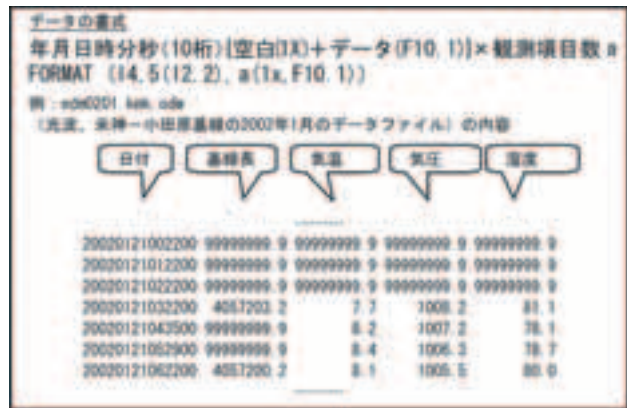 データの書式
年月日時分秒(10桁)[空白(1X)+データ(F10.1)]×観測項目数 a
FORMAT (I4,5(I2.2), a(1x,F10.1))
例：
（光波、米神－小田原基線の2002年1月のデータファイル）の内容
日付 基線長 気温 気圧 湿度
20020121002200 99999999.9 99999999.9 99999999.9 99999999.9
20020121012200 99999999.9 99999999.9 99999999.9 99999999.9
20020121022200 99999999.9 99999999.9 99999999.9 99999999.9
20020121032200 4057203.2 7.7 1008.2 81.1
20020121043500 99999999.9 8.2 1007.2 78.1
20020121052900 99999999.9 8.4 1006.3 78.7
20020121062200 4057200.2 8.1 1005.5 80.0